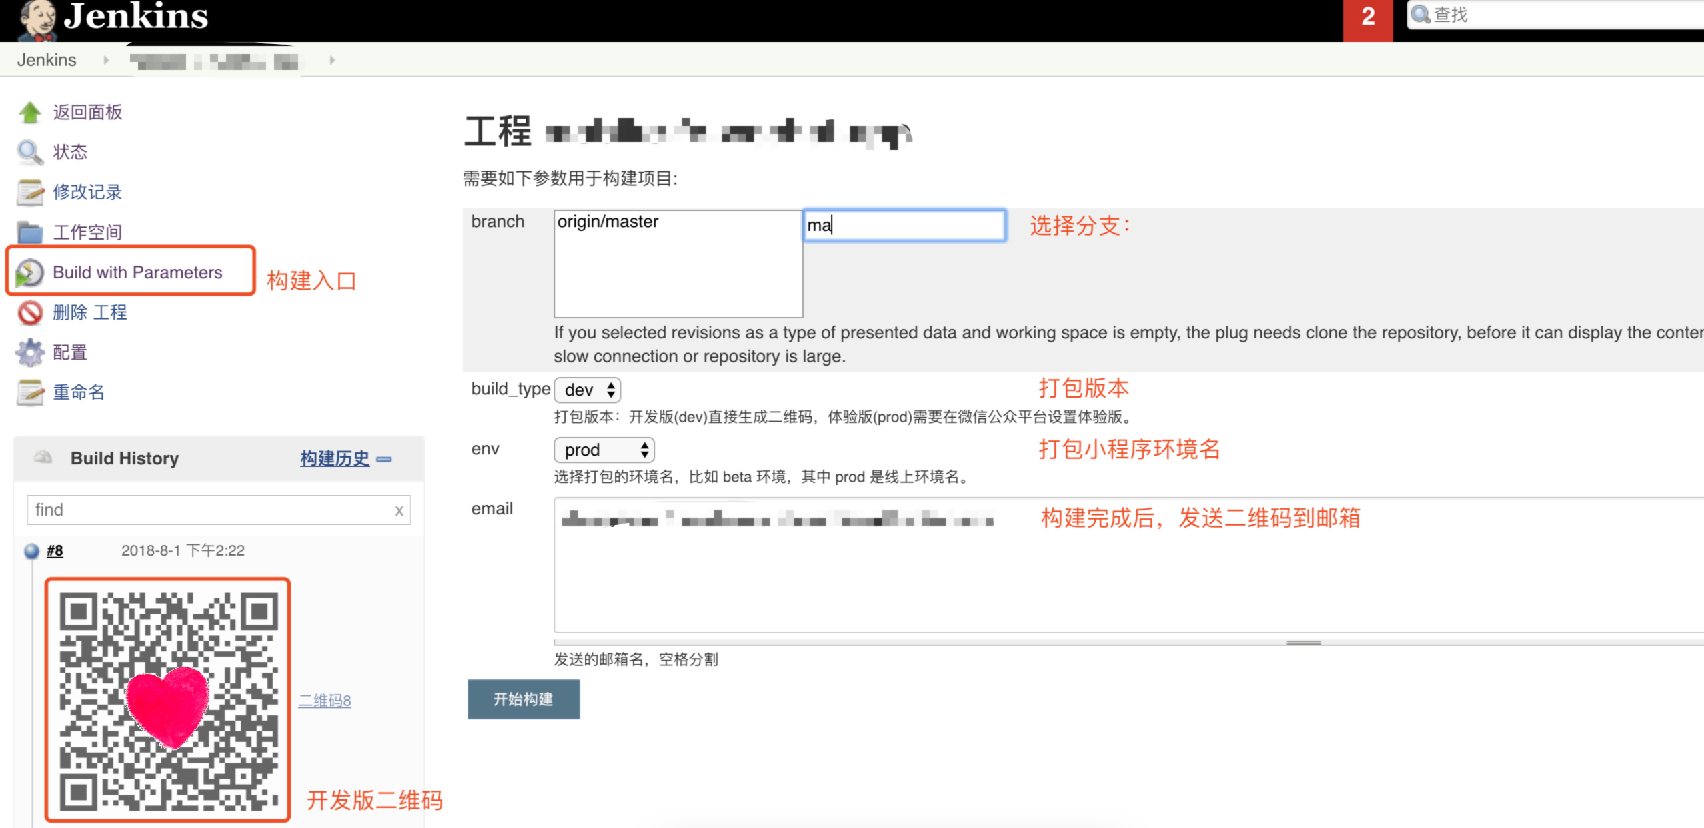 Jenkins
2
查找
Jenkins
返回面板
状态
修改记录
工作空间
Build with Parameters
构建入口
删除 工程
配置
重命名
Build History
构建历史
find
x
#8
2018-8-1 下午2:22
二维码8
开发版二维码
工程
需要如下参数用于构建项目:
branch
origin/master
ma
选择分支：
If you selected revisions as a type of presented data and working space is empty, the plug needs clone the repository, before it can display the
slow connection or repository is large.
build_type
dev
打包版本
打包版本：开发版(dev)直接生成二维码，体验版(prod)需要在微信公众平台设置体验版。
env
prod
打包小程序环境名
选择打包的环境名，比如 beta 环境，其中 prod 是线上环境名。
email
构建完成后，发送二维码到邮箱
发送的邮箱名，空格分割
开始构建